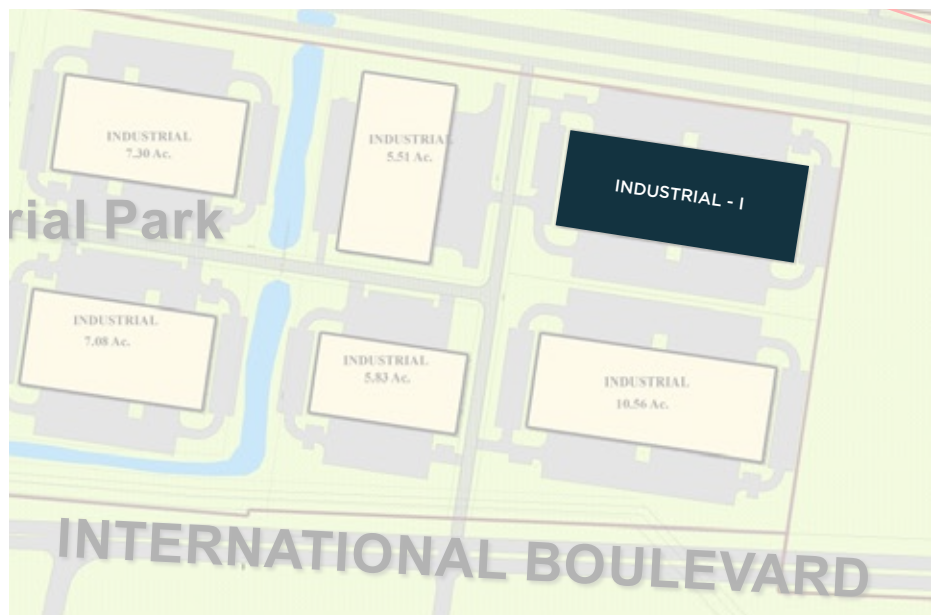 INDUSTRIAL
7.30 Ac.
INDUSTRIAL
5.51 Ac.
INDUSTRIAL - I
rial Park
INDUSTRIAL
7.08 Ac.
INDUSTRIAL
5.83 Ac.
INDUSTRIAL
10.56 Ac.
INTERNATIONAL BOULEVARD